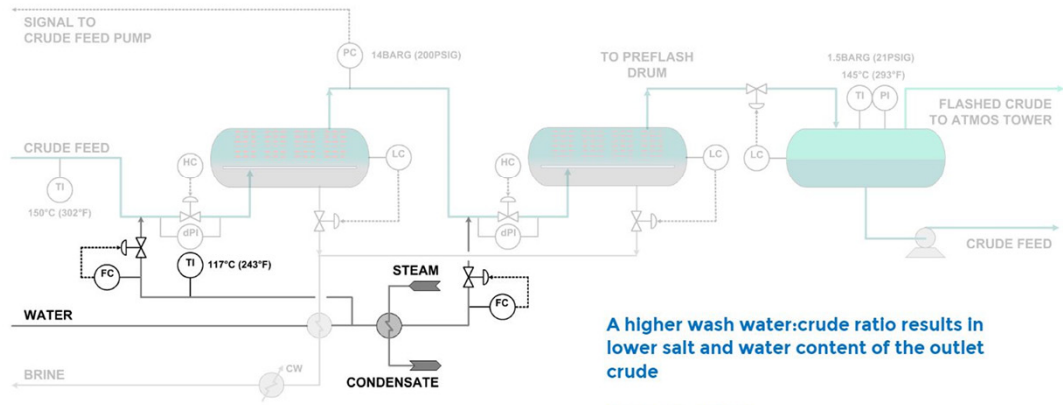 SIGNAL TO
CRUDE FEED PUMP
PC
14BARG (200PSIG)
TO PREFLASH
DRUM
1.5BARG (21PSIG)
145°C (293°F)
TI
PI
FLASHED CRUDE
TO ATMOS TOWER
CRUDE FEED
TI
150°C (302°F)
HC
LC
dPI
HC
LC
dPI
LC
CRUDE FEED
FC
TI
117°C (243°F)
STEAM
FC
WATER
CONDENSATE
BRINE
CW
A higher wash water:crude ratio results in
lower salt and water content of the outlet
crude